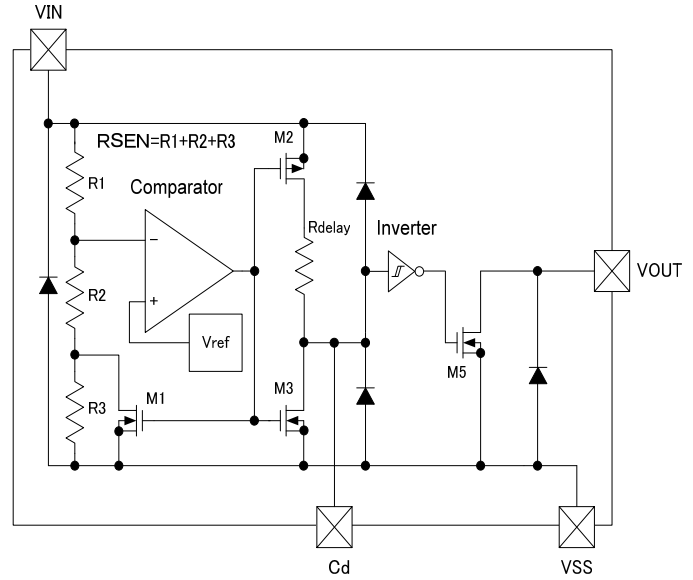 VIN
RSEN=R1+R2+R3
M2
R1
Comparator
Rdelay
Inverter
−
VOUT
R2
+
Vref
M5
R3
M1
M3
Cd
VSS